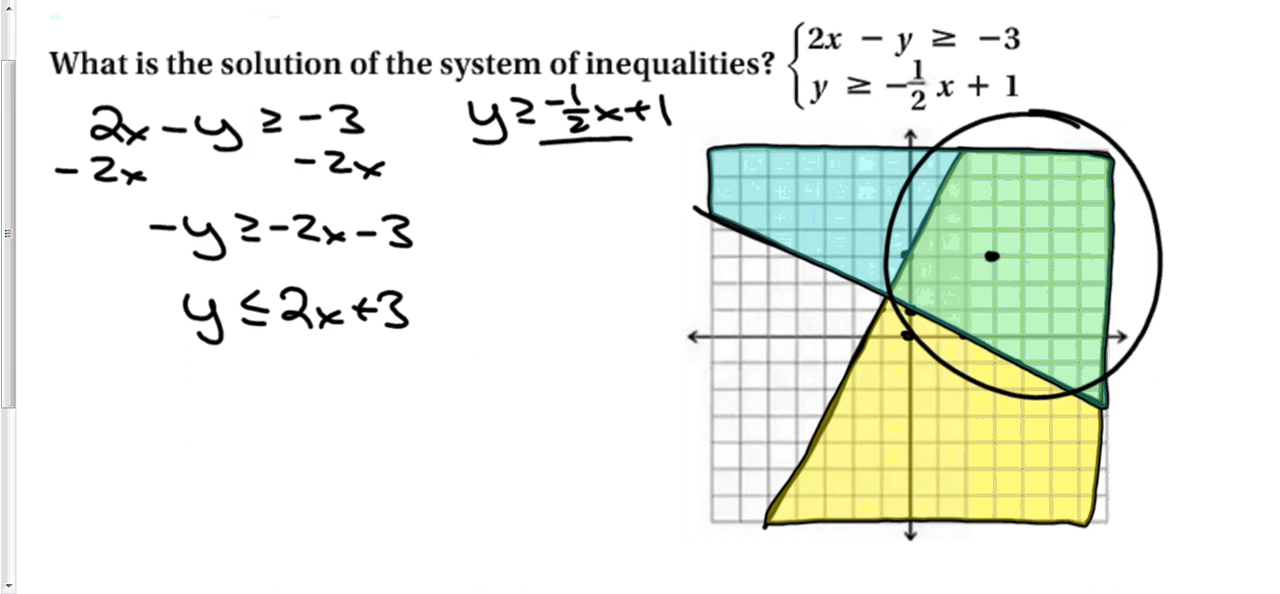 What is the solution of the system of inequalities? { 2x − y ≥ −3
y ≥ −1/2 x + 1
2x − y ≥ −3
−2x −2x
−y ≥ −2x − 3
y ≤ 2x + 3
y ≥ −1/2x + 1